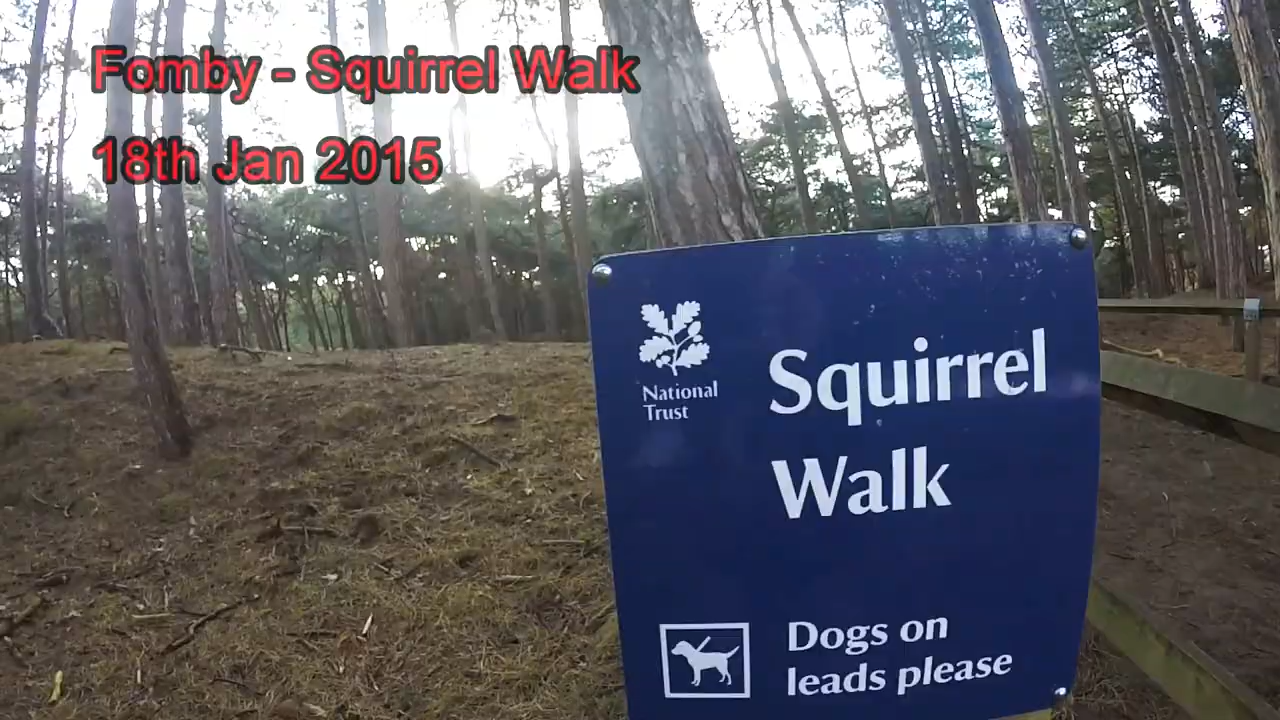 Fomby - Squirrel Walk
18th Jan 2015
National
Trust
Squirrel
Walk
Dogs on
leads please